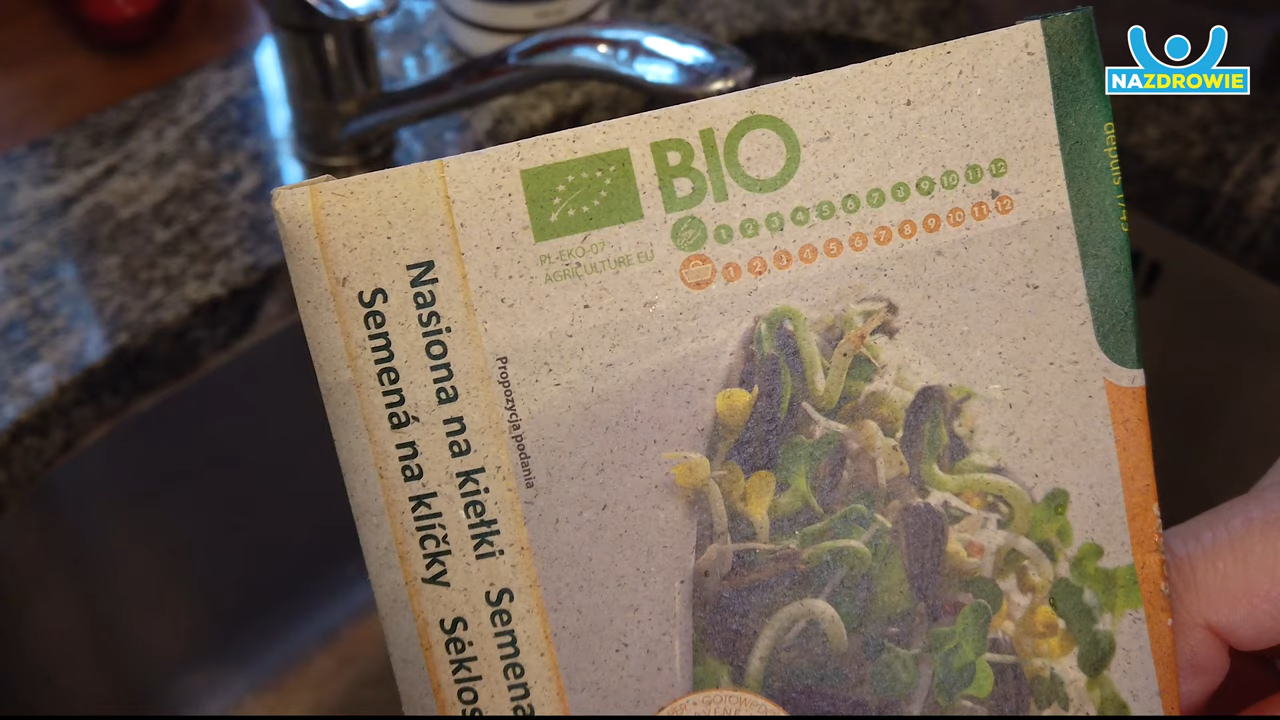 NAZDROWIE
BIO
PL-EKO-07
AGRICULTURE EU
1 2 3 4 5 6 7 8 9 10 11 12
1 2 3 4 5 6 7 8 9 10 11 12
Propozycja podania
Nasiona na kiełki Semena
Semená na klíčky Sėklos